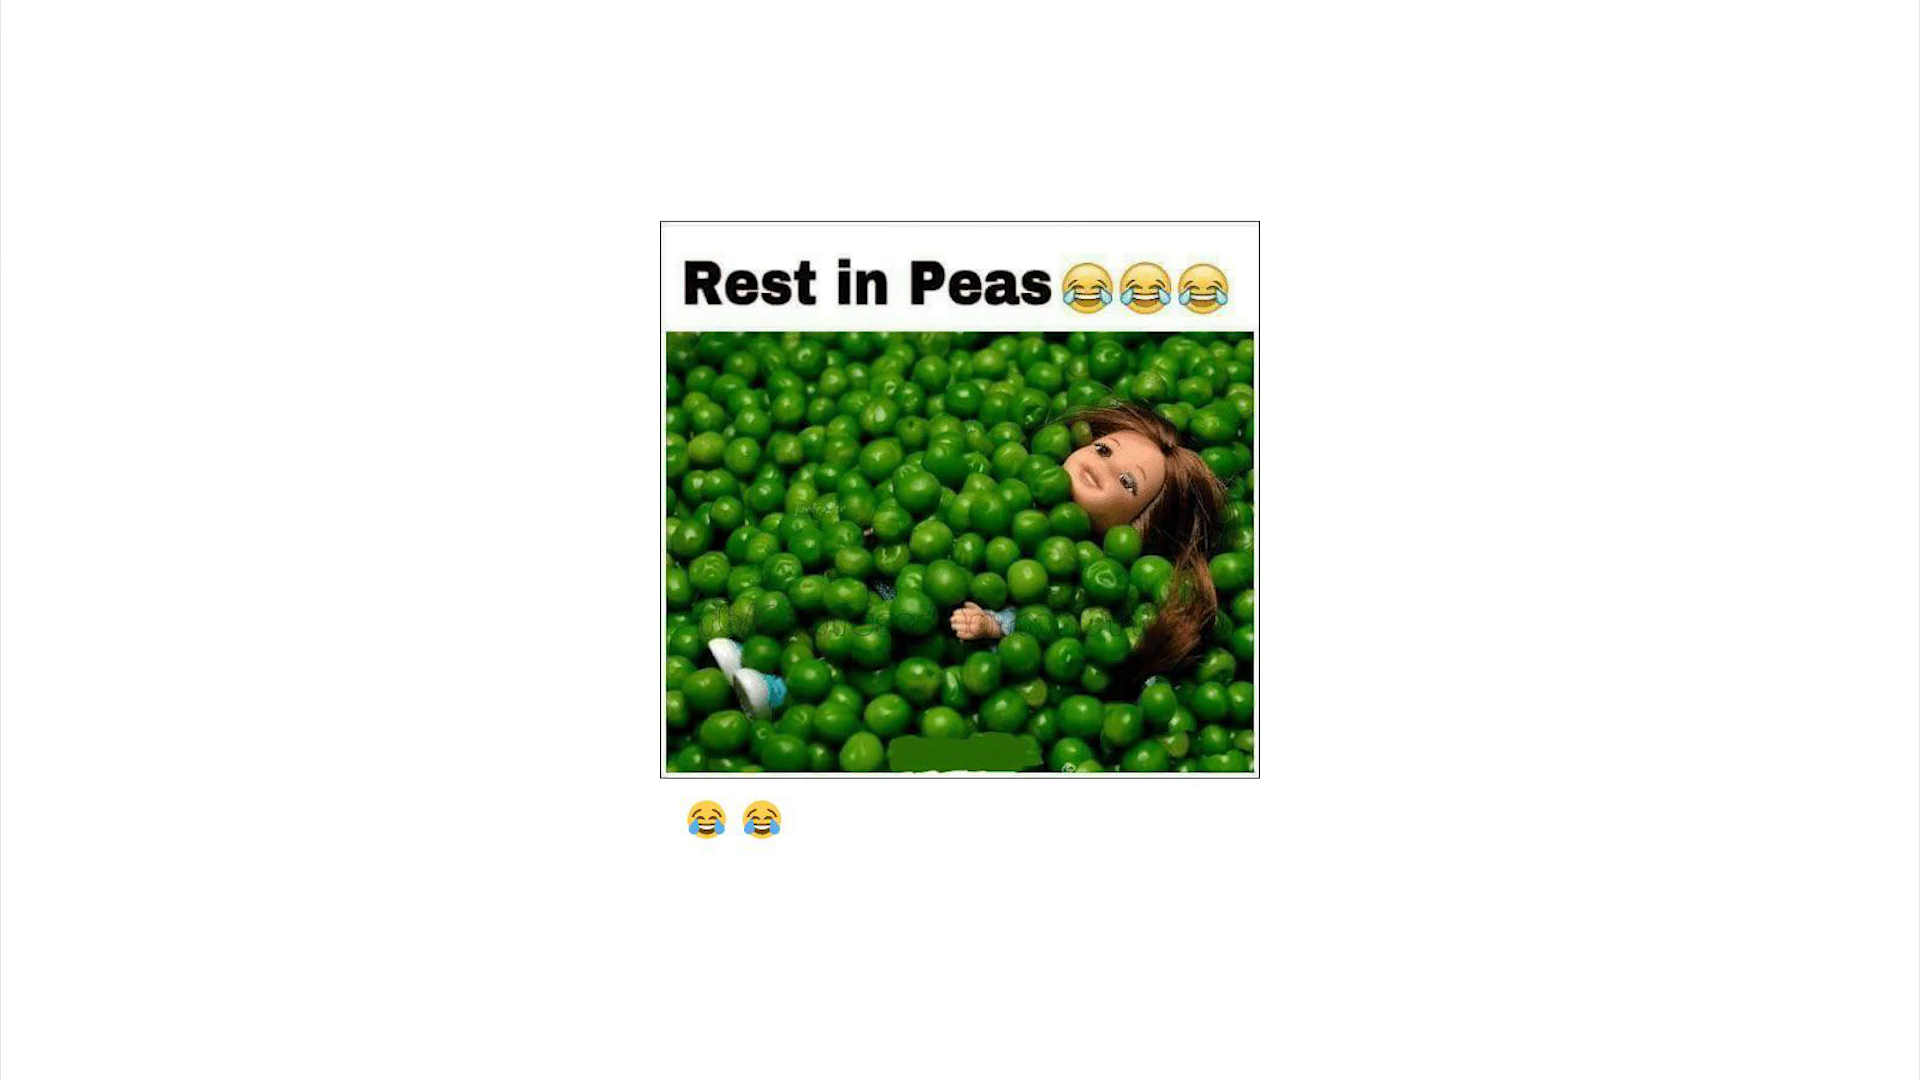 Rest in Peas😂😂😂
😂 😂